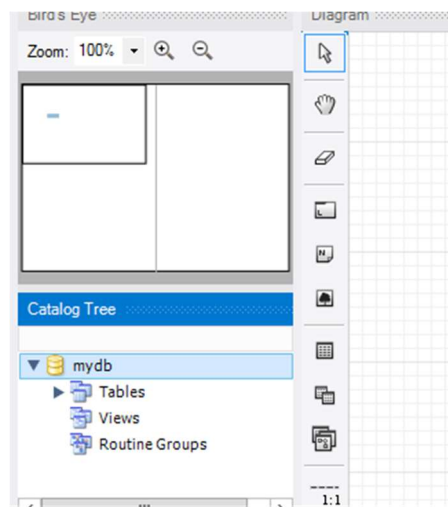 Bird's Eye
Diagram
Zoom: 100%
Catalog Tree
mydb
Tables
Views
Routine Groups
1:1